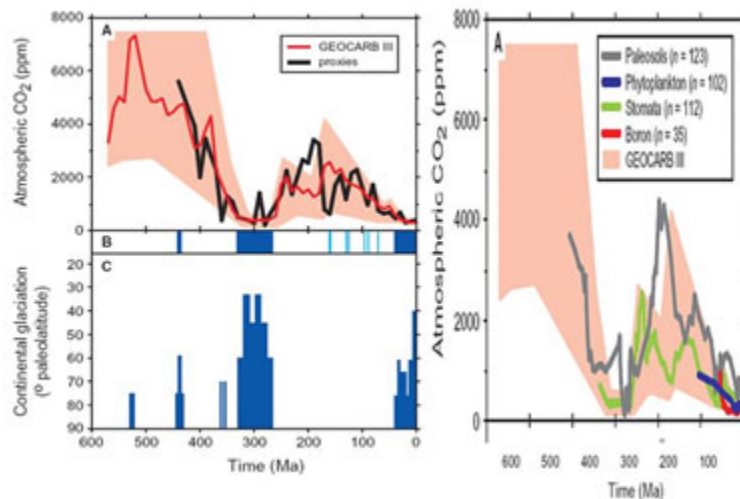 A
GEOCARB III
proxies
Atmospheric CO₂ (ppm)
8000
6000
4000
2000
0
B
C
Continental glaciation
(º paleolatitude)
20
30
40
50
60
70
80
90
600
500
400
300
200
100
0
Time (Ma)
A
Paleosols (n = 123)
Phytoplankton (n = 102)
Stomata (n = 112)
Boron (n = 35)
GEOCARB III
Atmospheric CO₂ (ppm)
8000
6000
4000
2000
0
600
500
400
300
200
100
0
Time (Ma)